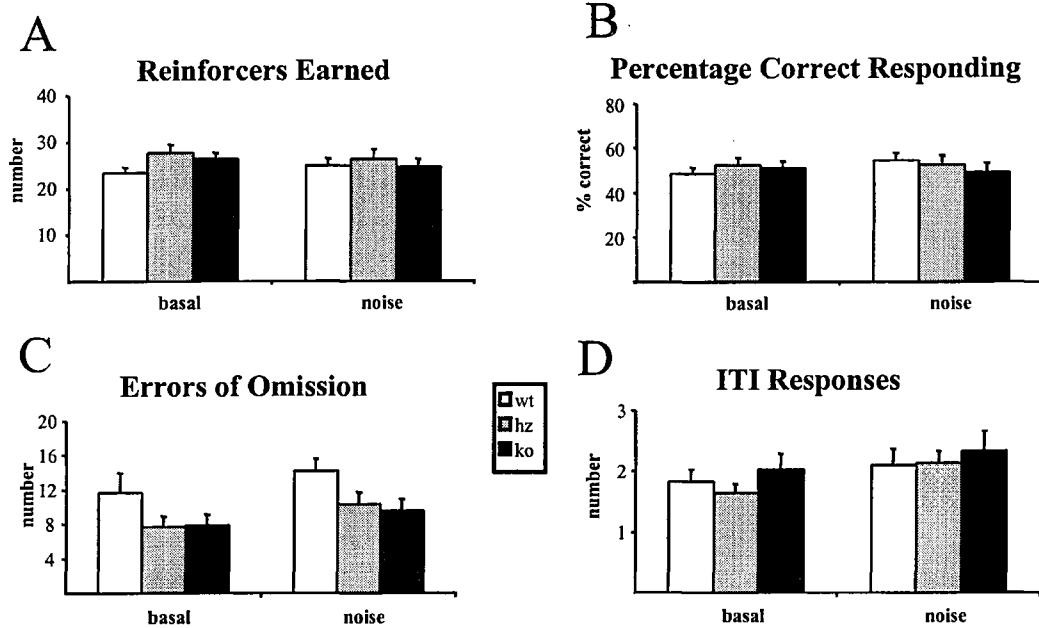 A
Reinforcers Earned
number
40
30
20
10
basal
noise
B
Percentage Correct Responding
% correct
80
60
40
20
basal
noise
C
Errors of Omission
number
20
16
12
8
4
basal
noise
wt
hz
ko
D
ITI Responses
number
3
2
1
basal
noise